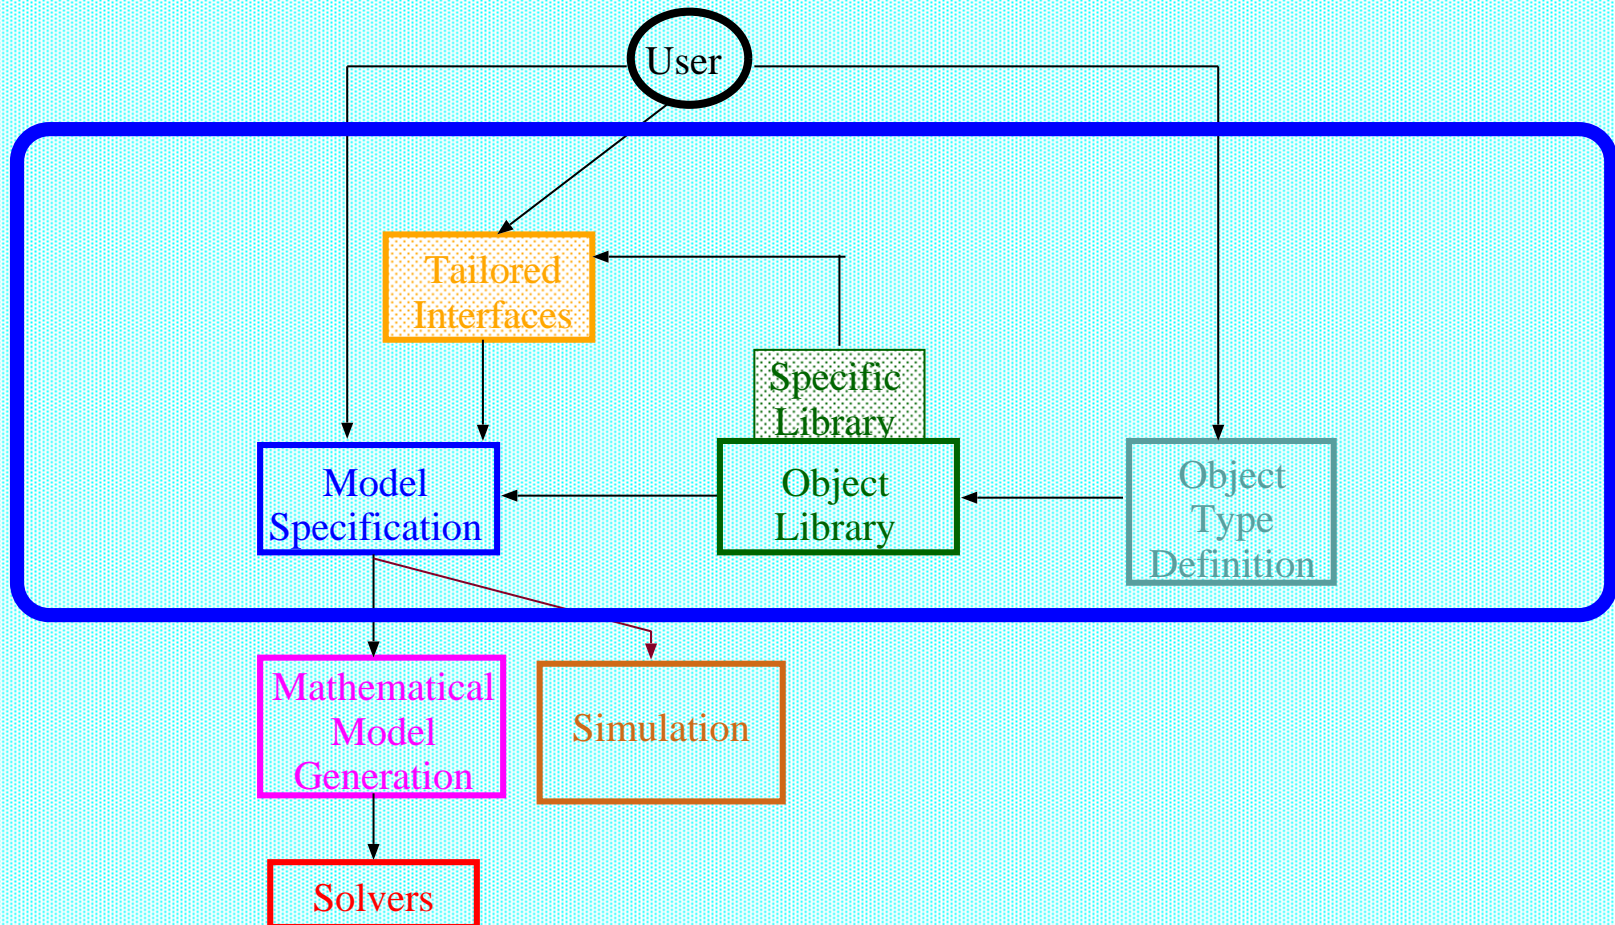 User
Tailored
Interfaces
Specific
Library
Model
Specification
Object
Library
Object
Type
Definition
Mathematical
Model
Generation
Simulation
Solvers